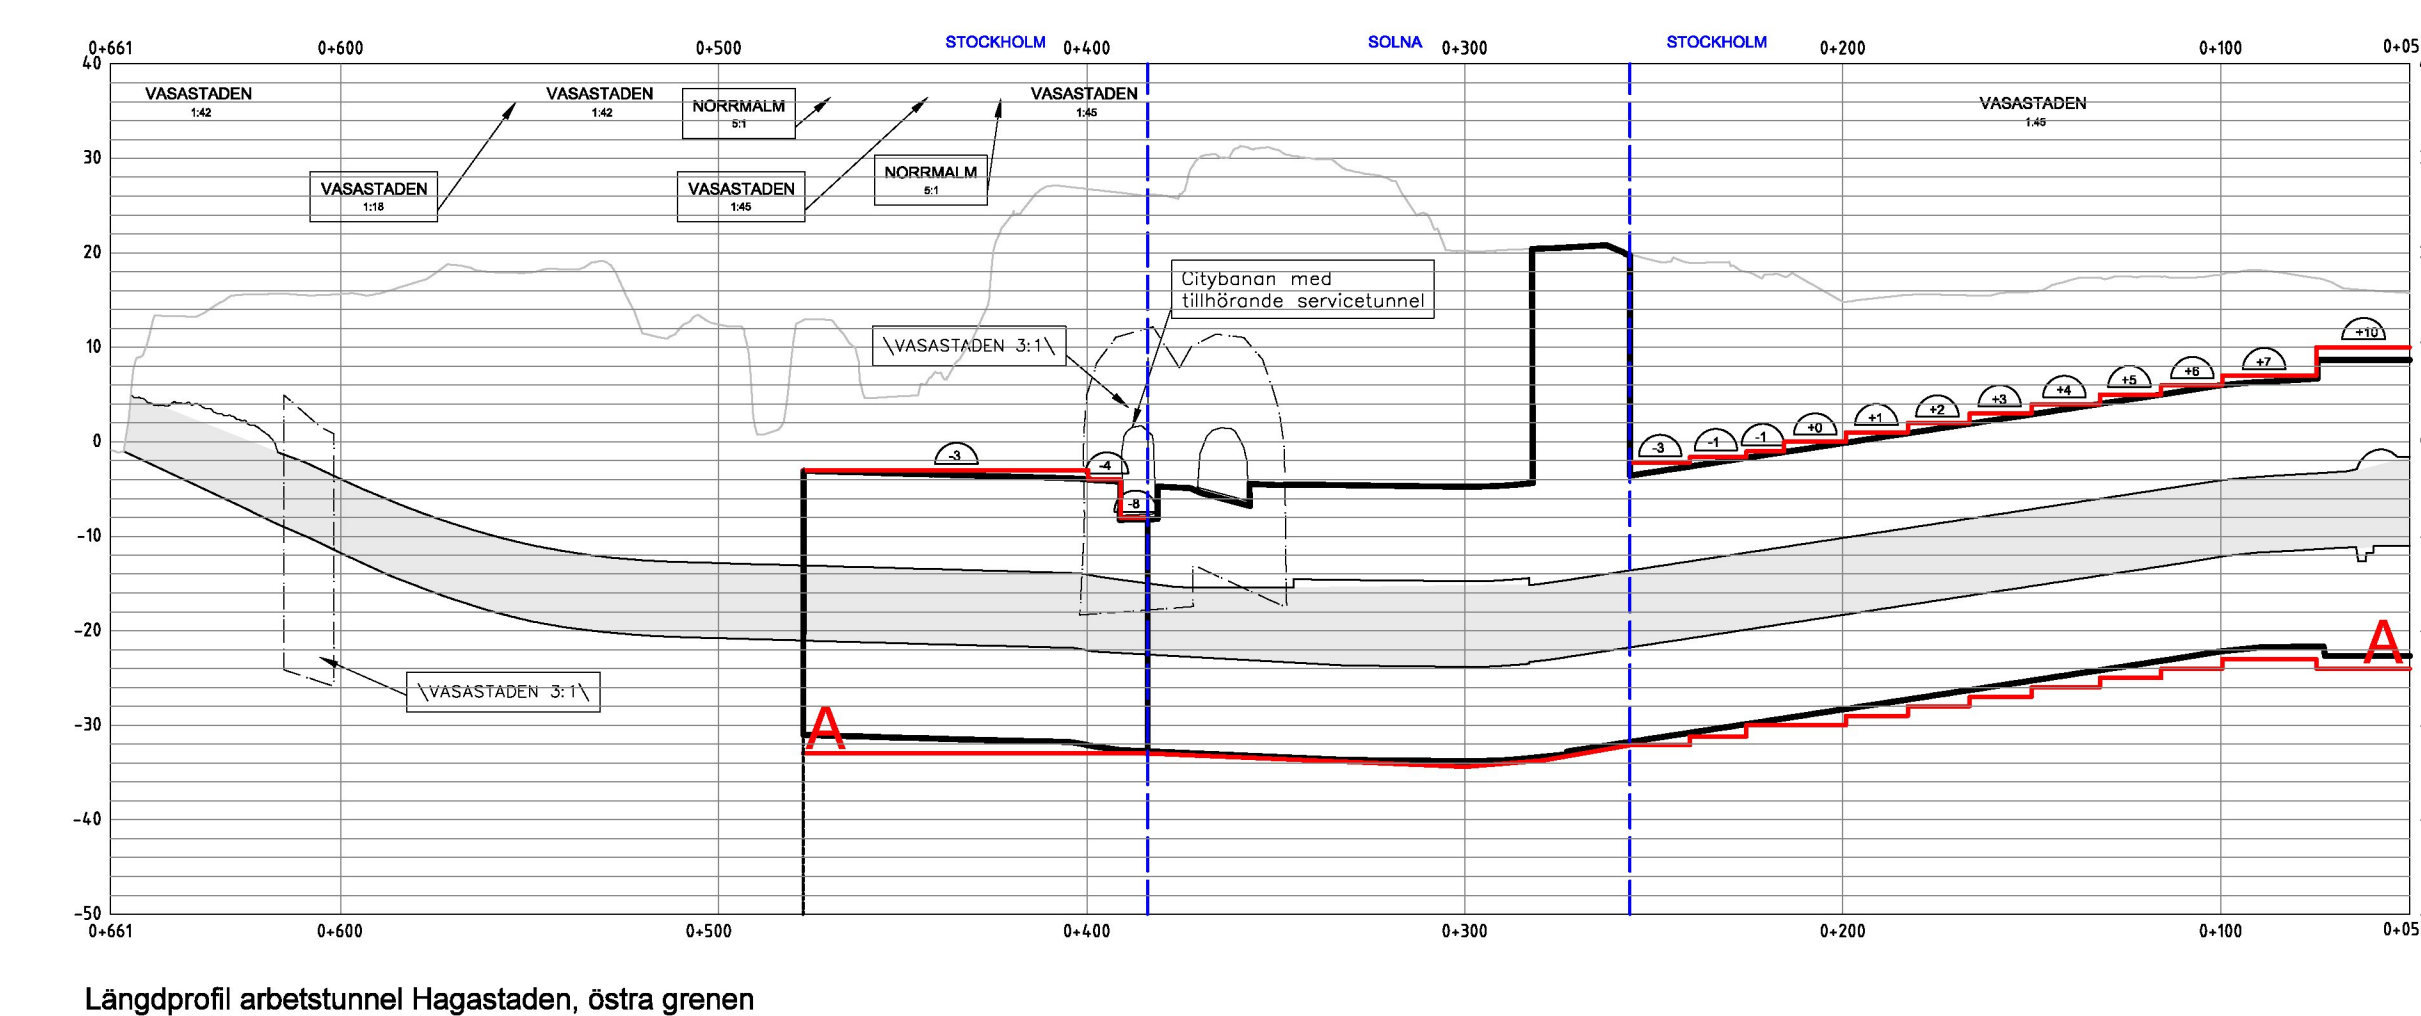 STOCKHOLM SOLNA STOCKHOLM
0+661 0+600 0+500 0+400 0+300 0+200 0+100 0+05
40
VASASTADEN
1:42
VASASTADEN
1:42
NORRMALM
5:1
VASASTADEN
1:45
VASASTADEN
1:45
30
VASASTADEN
1:18
VASASTADEN
1:45
NORRMALM
5:1
20
Citybanan med
tillhörande servicetunnel
\VASASTADEN 3:1\
10
+10
+7
+6
+5
+4
+3
+2
+1
+0
-1
-1
-3
0
-3
-4
-8
-10
-20
A
\VASASTADEN 3:1\
-30
A
-40
-50
0+661 0+600 0+500 0+400 0+300 0+200 0+100 0+05
Längdprofil arbetstunnel Hagastaden, östra grenen